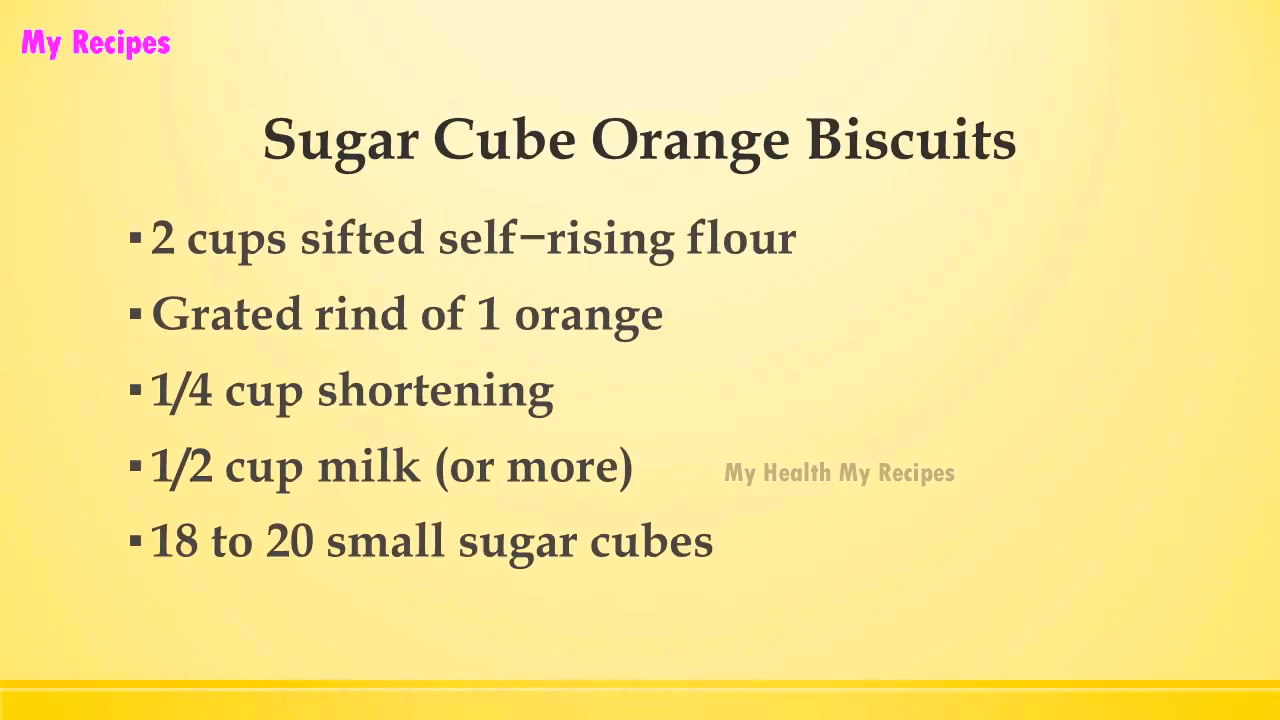 My Recipes
Sugar Cube Orange Biscuits
▪ 2 cups sifted self−rising flour
▪ Grated rind of 1 orange
▪ 1/4 cup shortening
▪ 1/2 cup milk (or more)
My Health My Recipes
▪ 18 to 20 small sugar cubes